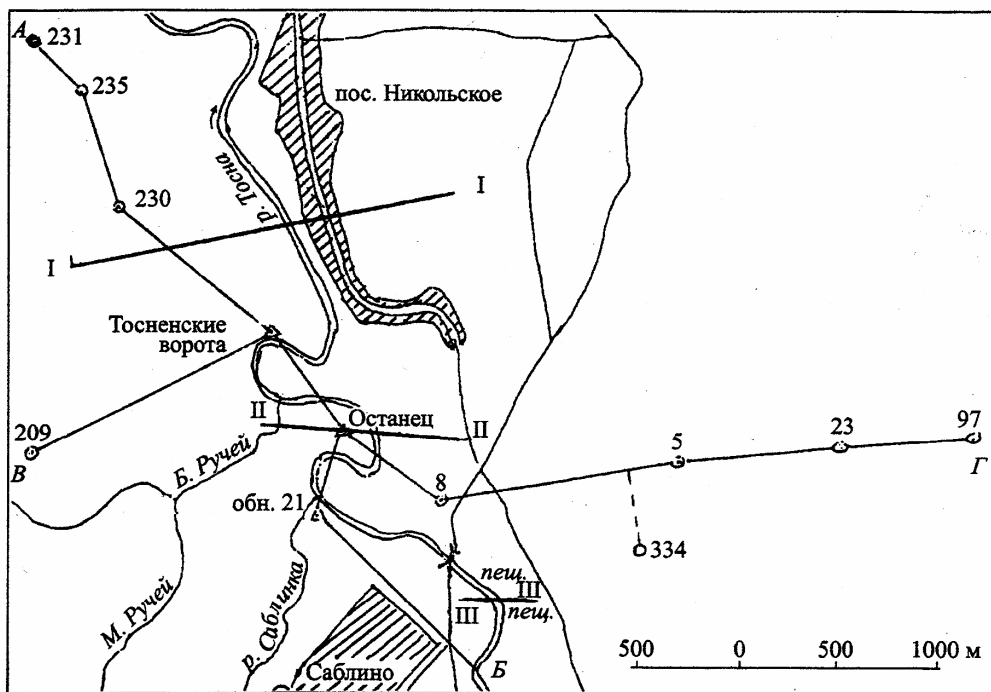 А 231
235
пос. Никольское
р. Тосна
230
I
I
Тосненские
ворота
II
Останец
II
209
В
Б. Ручей
обн. 21
8
5
23
97
Г
334
пещ.
III
III
пещ.
М. Ручей
р. Саблинка
Саблино
Б
500 0 500 1000 м